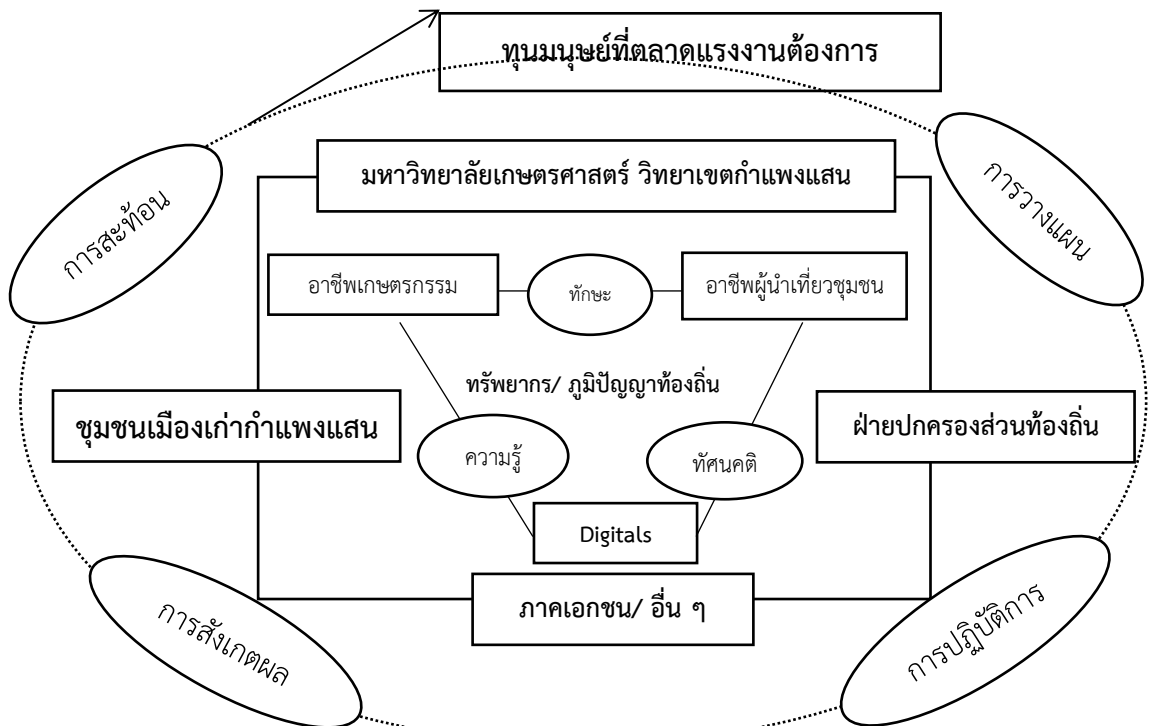 ทุนมนุษย์ที่ตลาดแรงงานต้องการ
การสะท้อน
การวางแผน
มหาวิทยาลัยเกษตรศาสตร์ วิทยาเขตกำแพงแสน
อาชีพเกษตรกรรม
ทักษะ
อาชีพผู้นำเที่ยวชุมชน
ทรัพยากร/ ภูมิปัญญาท้องถิ่น
ชุมชนเมืองเก่ากำแพงแสน
ฝ่ายปกครองส่วนท้องถิ่น
ความรู้
ทัศนคติ
Digitals
ภาคเอกชน/ อื่น ๆ
การสังเกตผล
การปฏิบัติการ